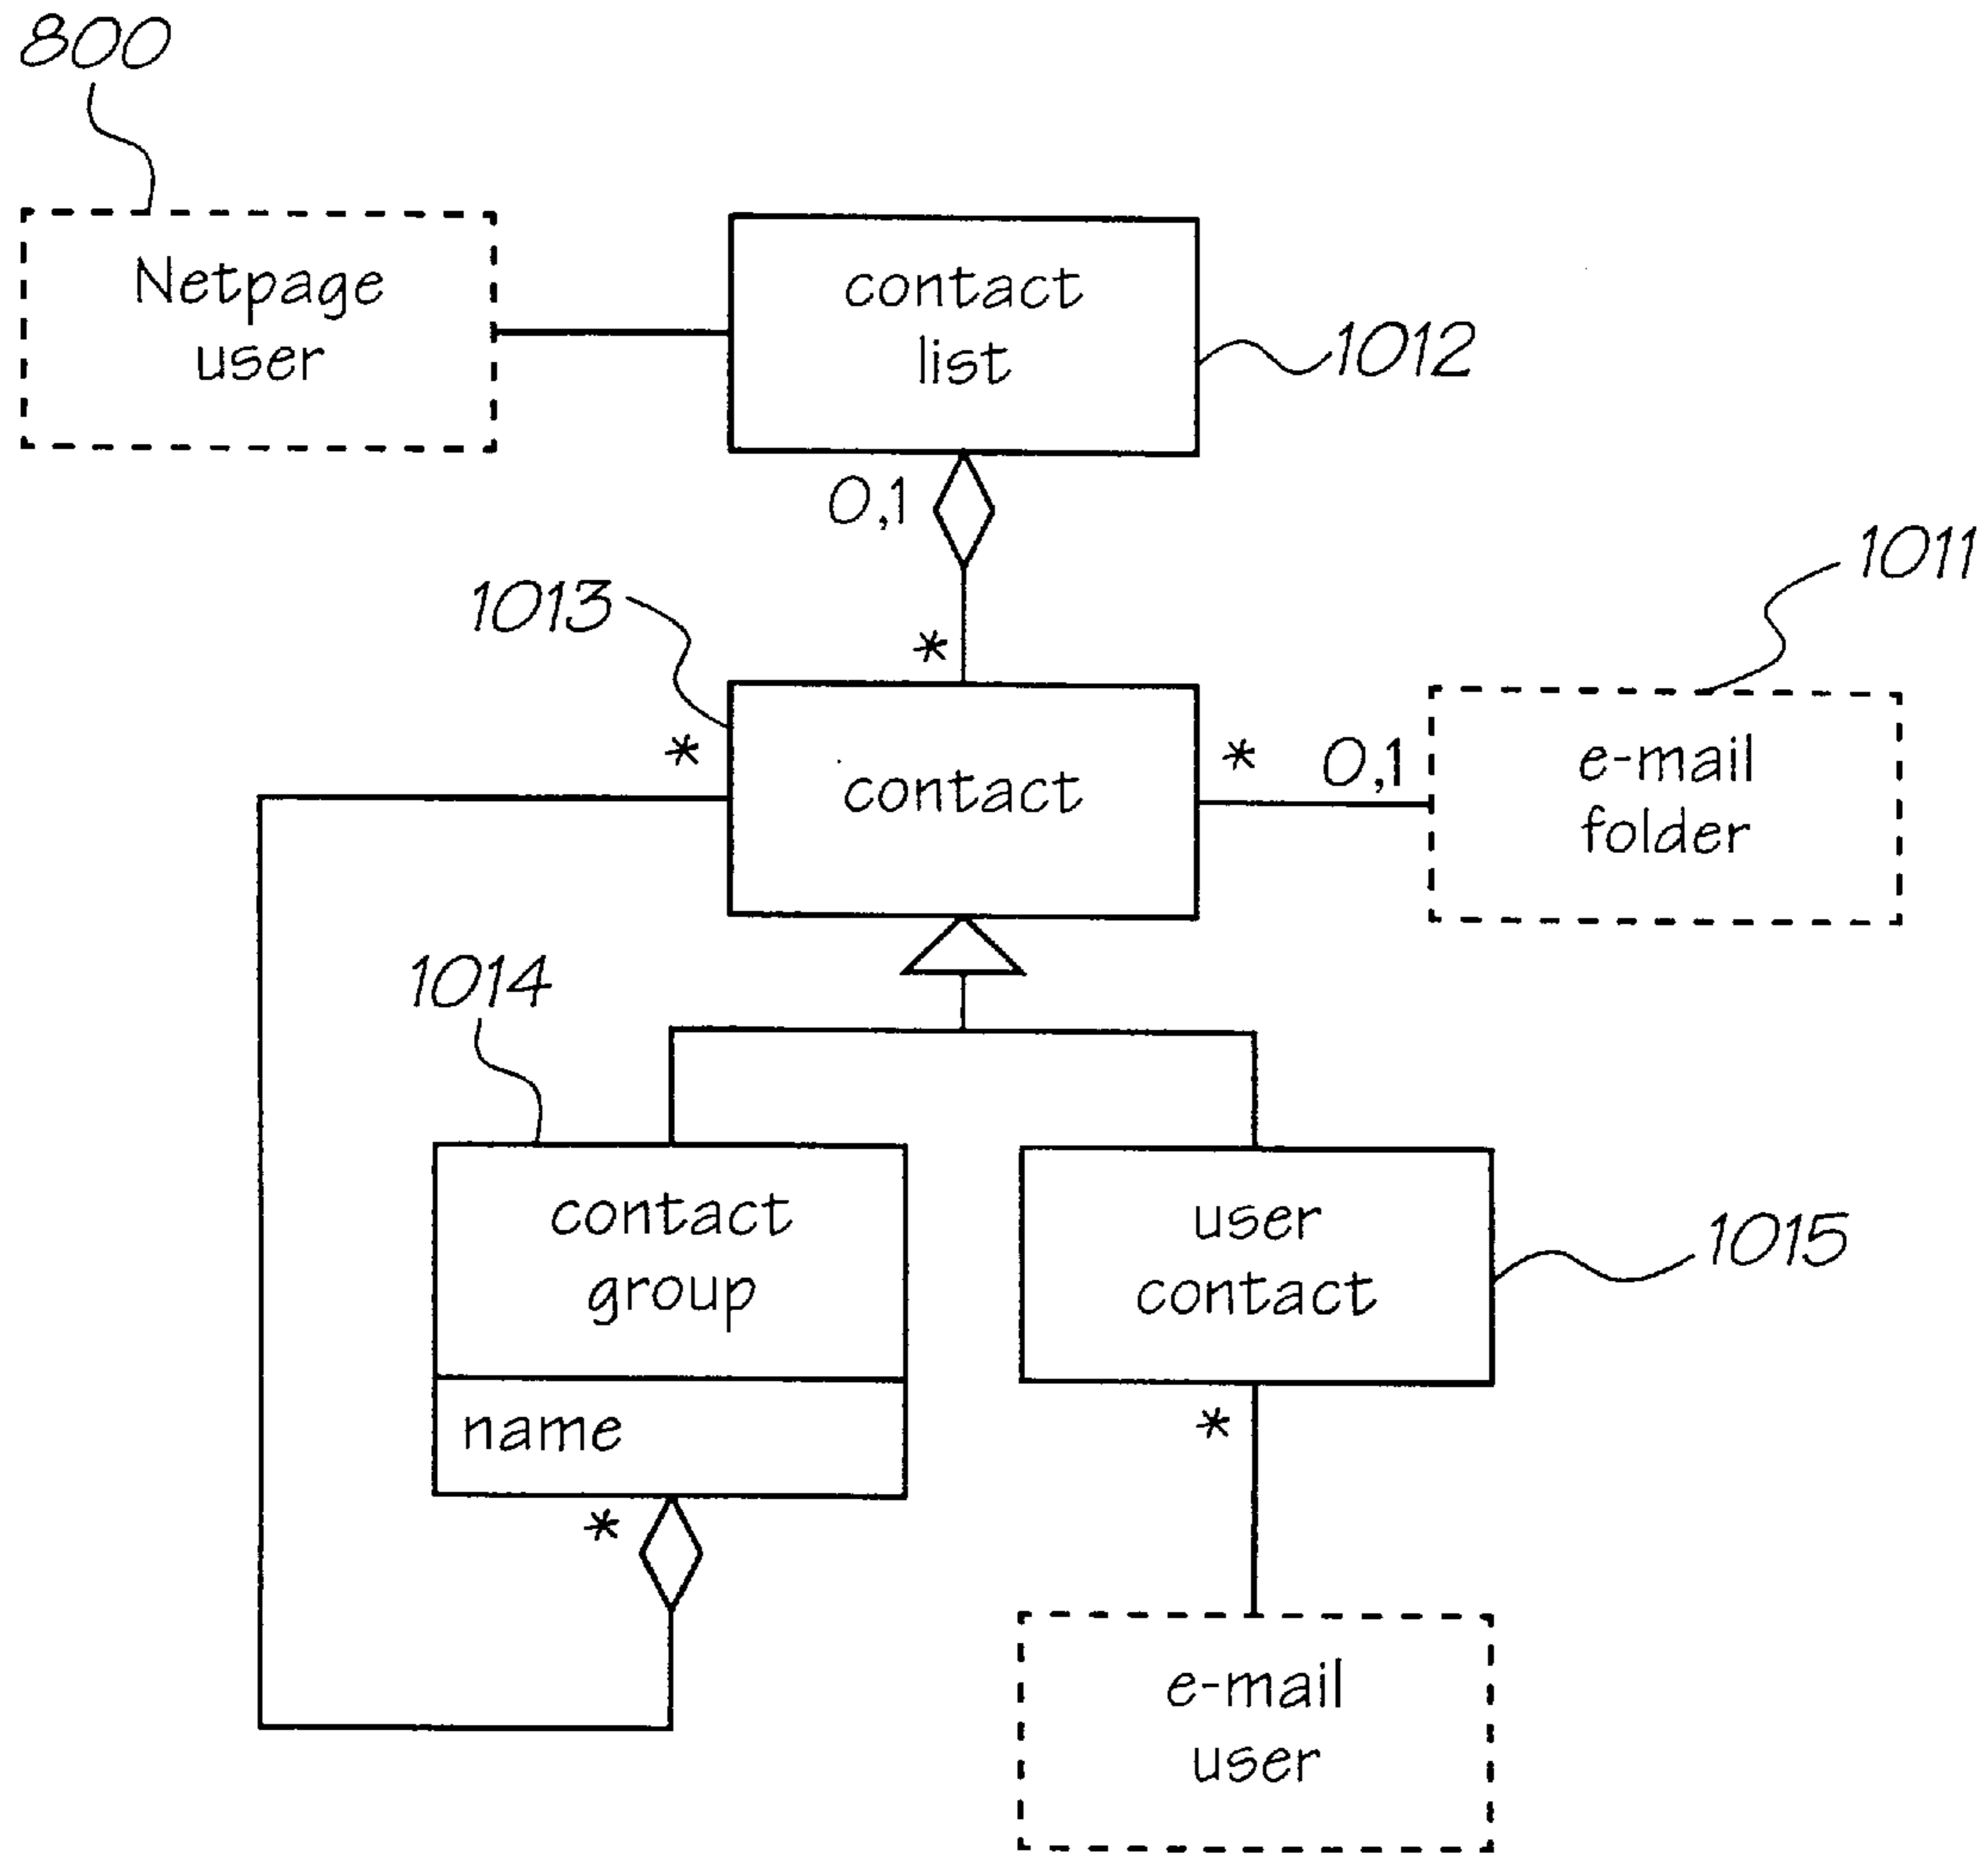 800
Netpage
user
contact
list
1012
0,1
1011
1013
*
*
contact
*
0,1
e-mail
folder
1014
contact
group
name
*
user
contact
1015
*
e-mail
user